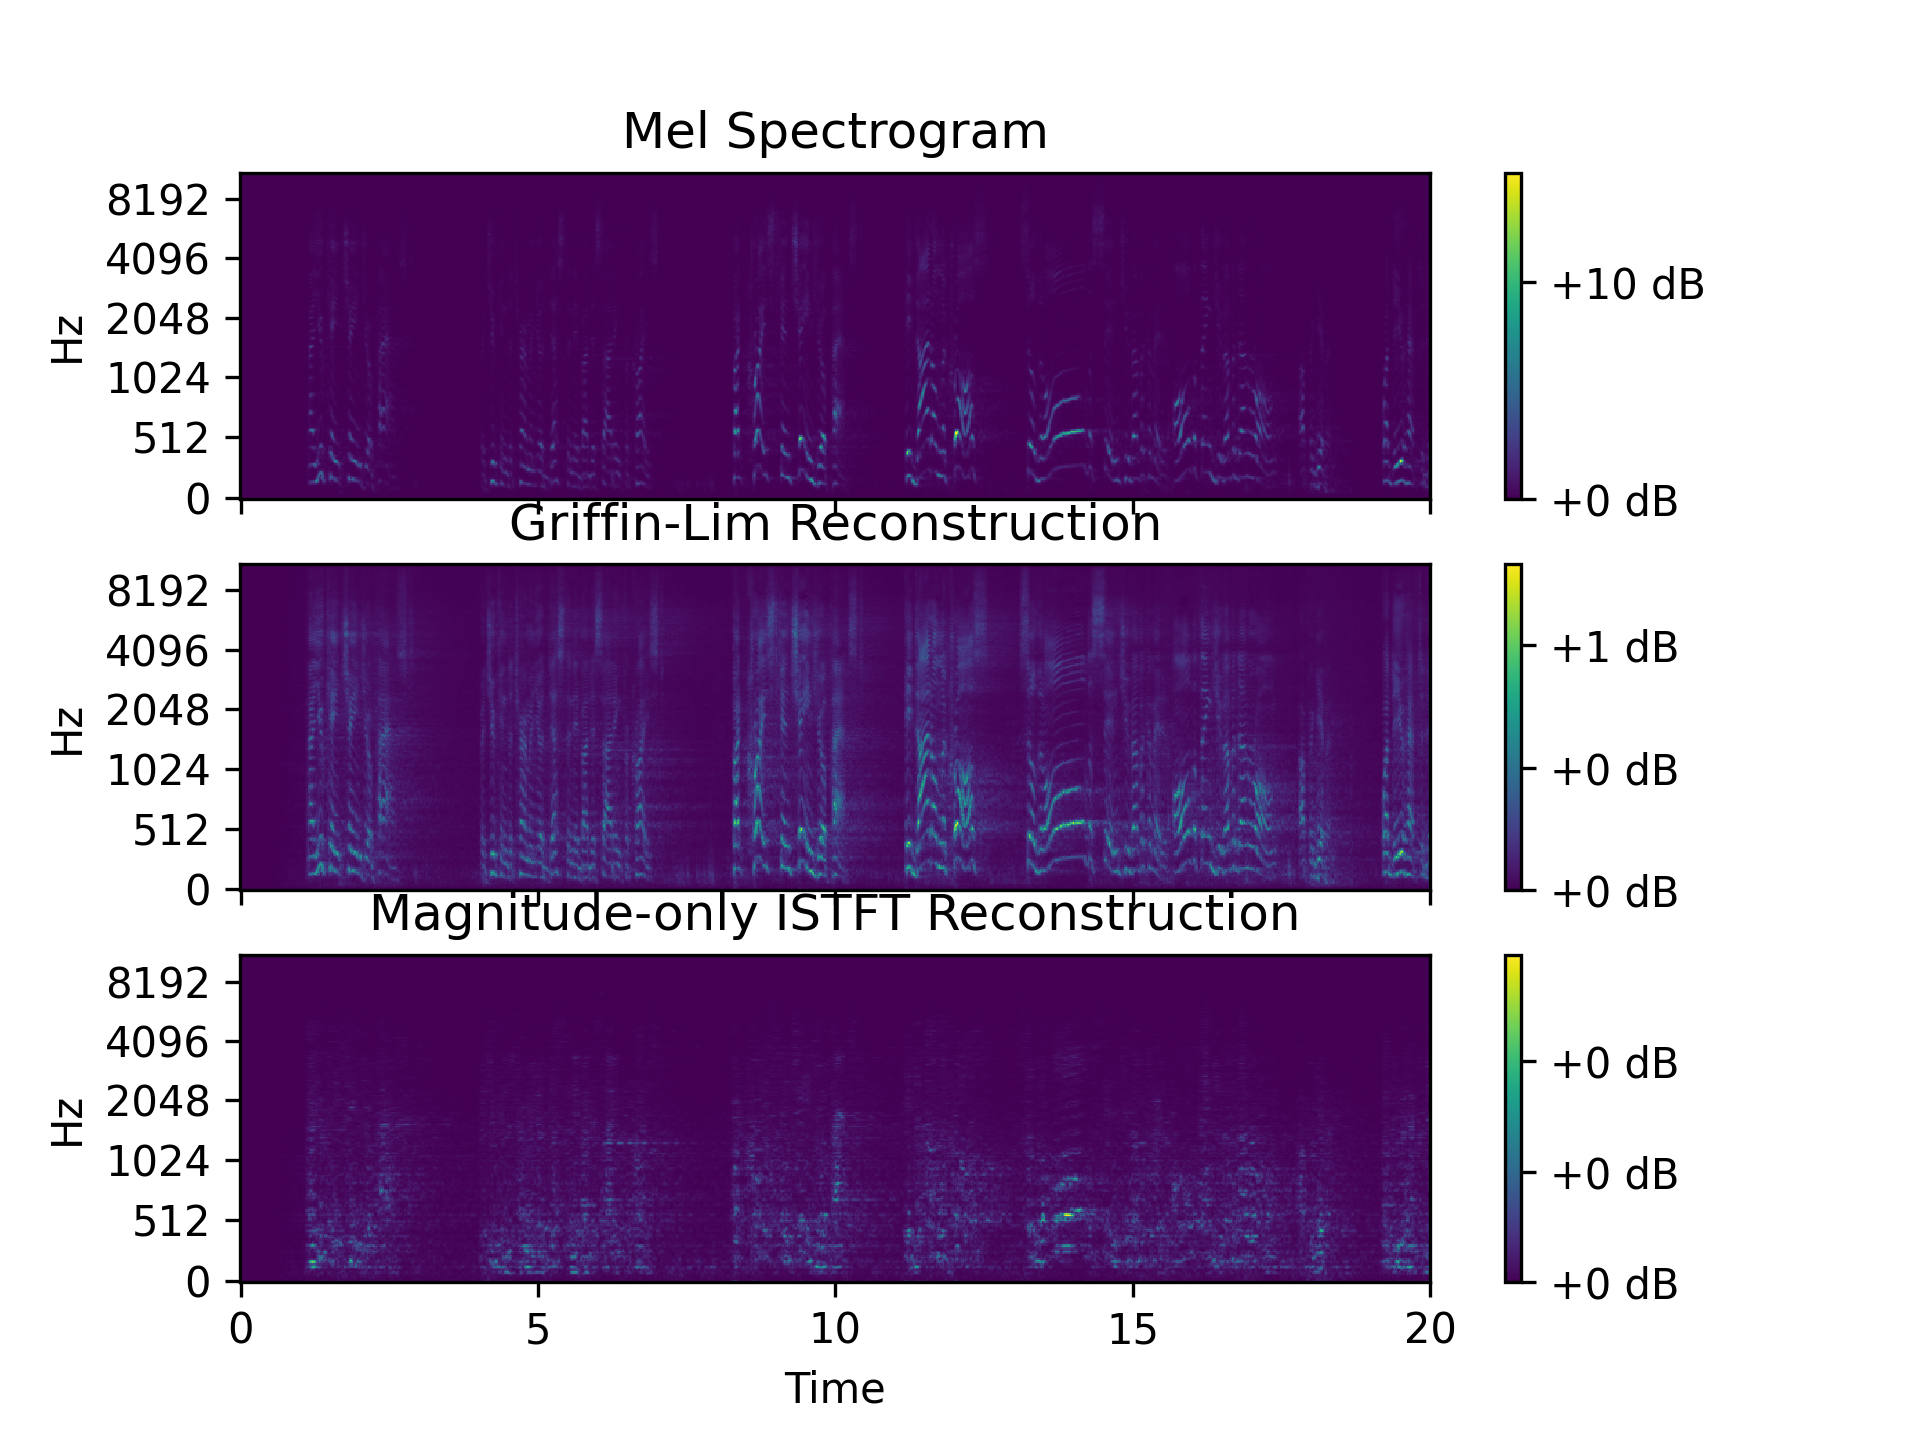 Mel Spectrogram
8192
4096
2048
1024
512
0
Hz
+10 dB
+0 dB
Griffin-Lim Reconstruction
8192
4096
2048
1024
512
0
Hz
+1 dB
+0 dB
+0 dB
Magnitude-only ISTFT Reconstruction
8192
4096
2048
1024
512
0
Hz
+0 dB
+0 dB
+0 dB
0 5 10 15 20
Time